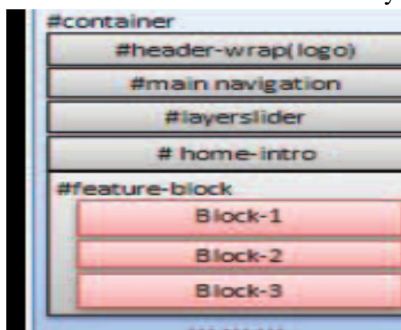 #container
#header-wrap(logo)
#main navigation
#layerslider
# home-intro
#feature-block
Block-1
Block-2
Block-3